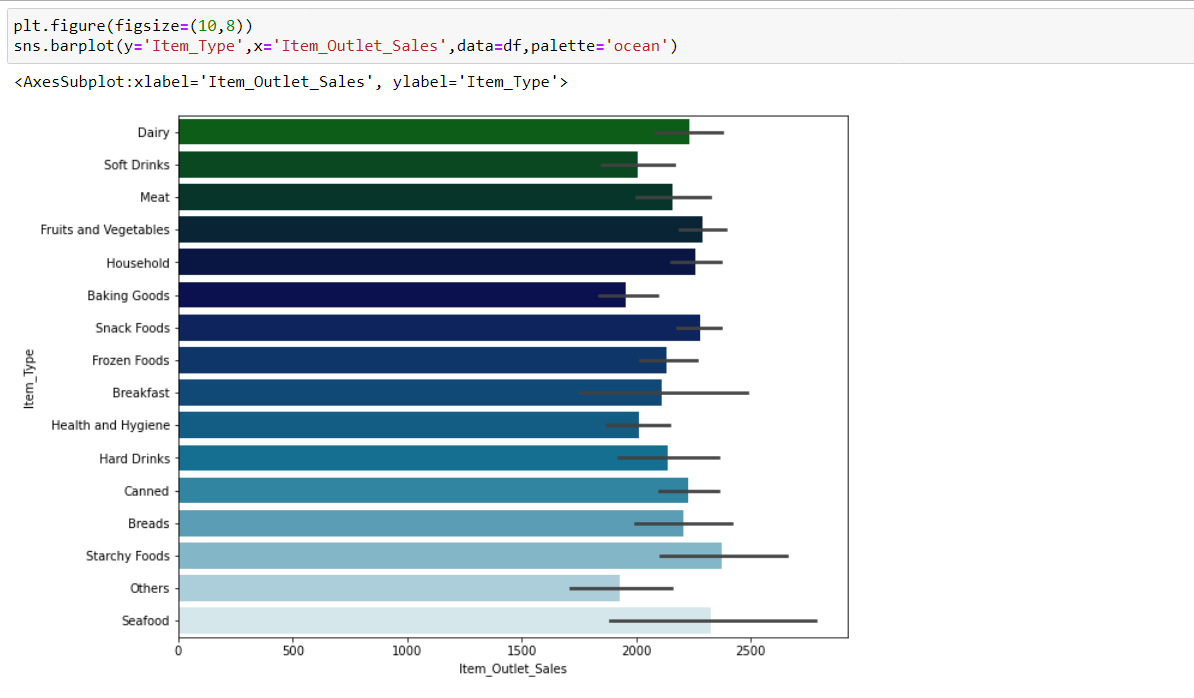 plt.figure(figsize=(10,8))
sns.barplot(y='Item_Type',x='Item_Outlet_Sales',data=df,palette='ocean')
<AxesSubplot:xlabel='Item_Outlet_Sales', ylabel='Item_Type'>
Dairy
Soft Drinks
Meat
Fruits and Vegetables
Household
Baking Goods
Snack Foods
Frozen Foods
Breakfast
Health and Hygiene
Hard Drinks
Canned
Breads
Starchy Foods
Others
Seafood
Item_Type
0 500 1000 1500 2000 2500
Item_Outlet_Sales